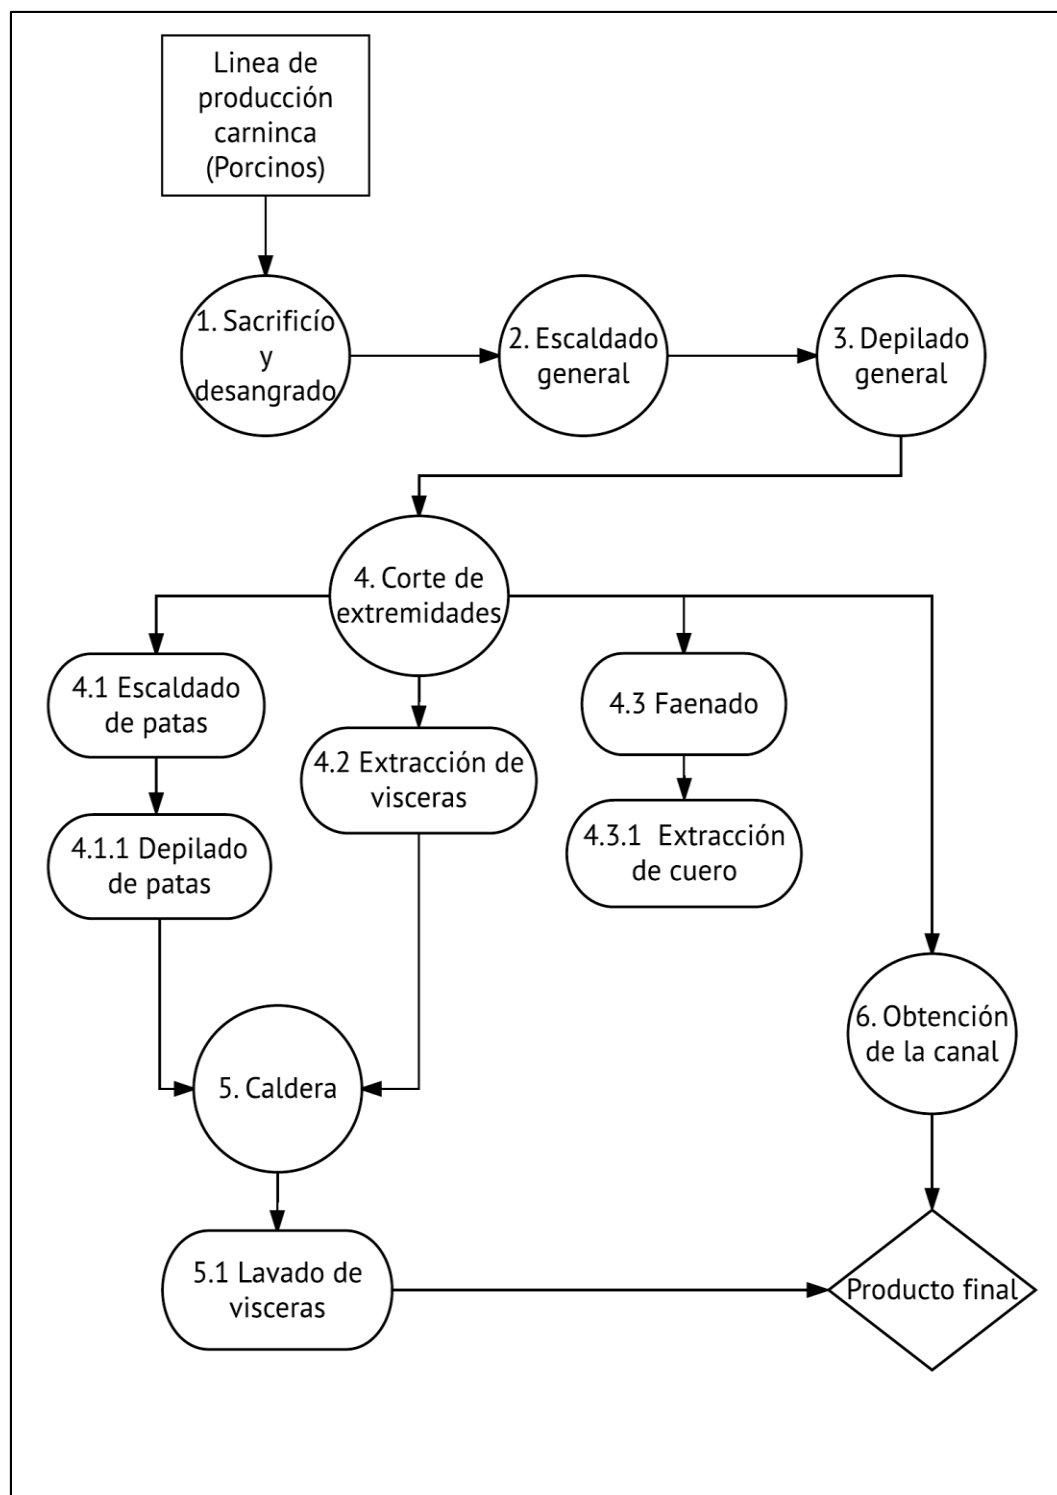 Linea de
producción
carninca
(Porcinos)
1. Sacrificío
y
desangrado
2. Escaldado
general
3. Depilado
general
4. Corte de
extremidades
4.1 Escaldado
de patas
4.2 Extracción de
visceras
4.3 Faenado
4.1.1 Depilado
de patas
4.3.1 Extracción
de cuero
5. Caldera
6. Obtención
de la canal
5.1 Lavado de
visceras
Producto final